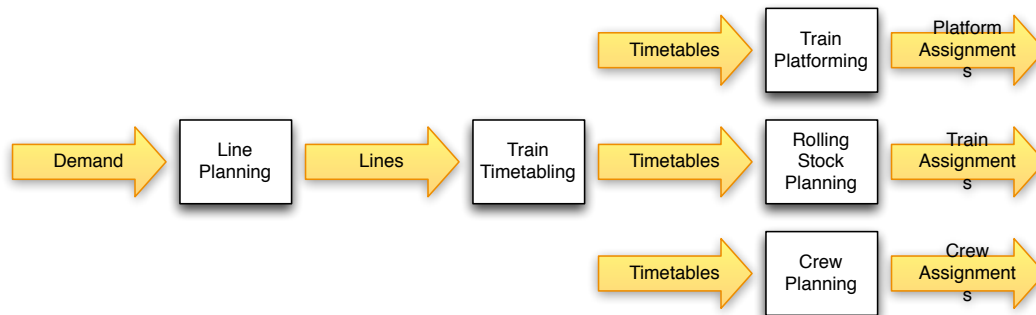 Timetables
Train
Platforming
Platform
Assignment
s
Demand
Line
Planning
Lines
Train
Timetabling
Timetables
Rolling
Stock
Planning
Train
Assignment
s
Timetables
Crew
Planning
Crew
Assignment
s